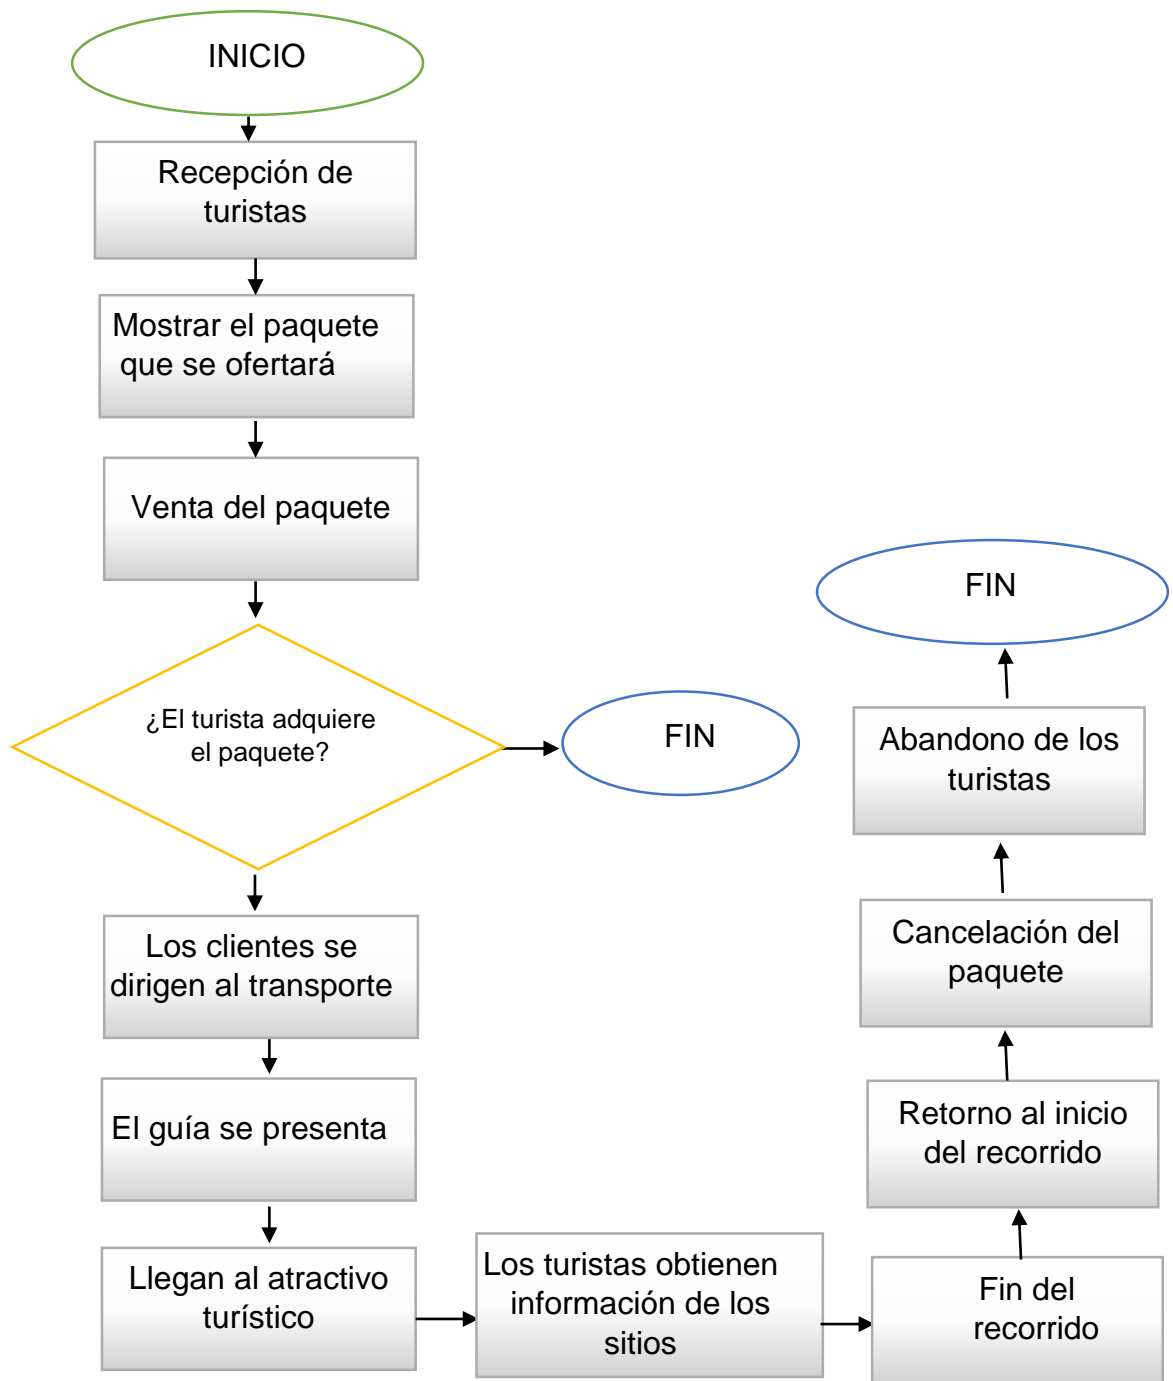 INICIO
Recepción de
turistas
Mostrar el paquete
que se ofertará
Venta del paquete
¿El turista adquiere
el paquete?
FIN
Los clientes se
dirigen al transporte
El guía se presenta
Llegan al atractivo
turístico
Los turistas obtienen
información de los
sitios
Fin del
recorrido
Retorno al inicio
del recorrido
Cancelación del
paquete
Abandono de los
turistas
FIN